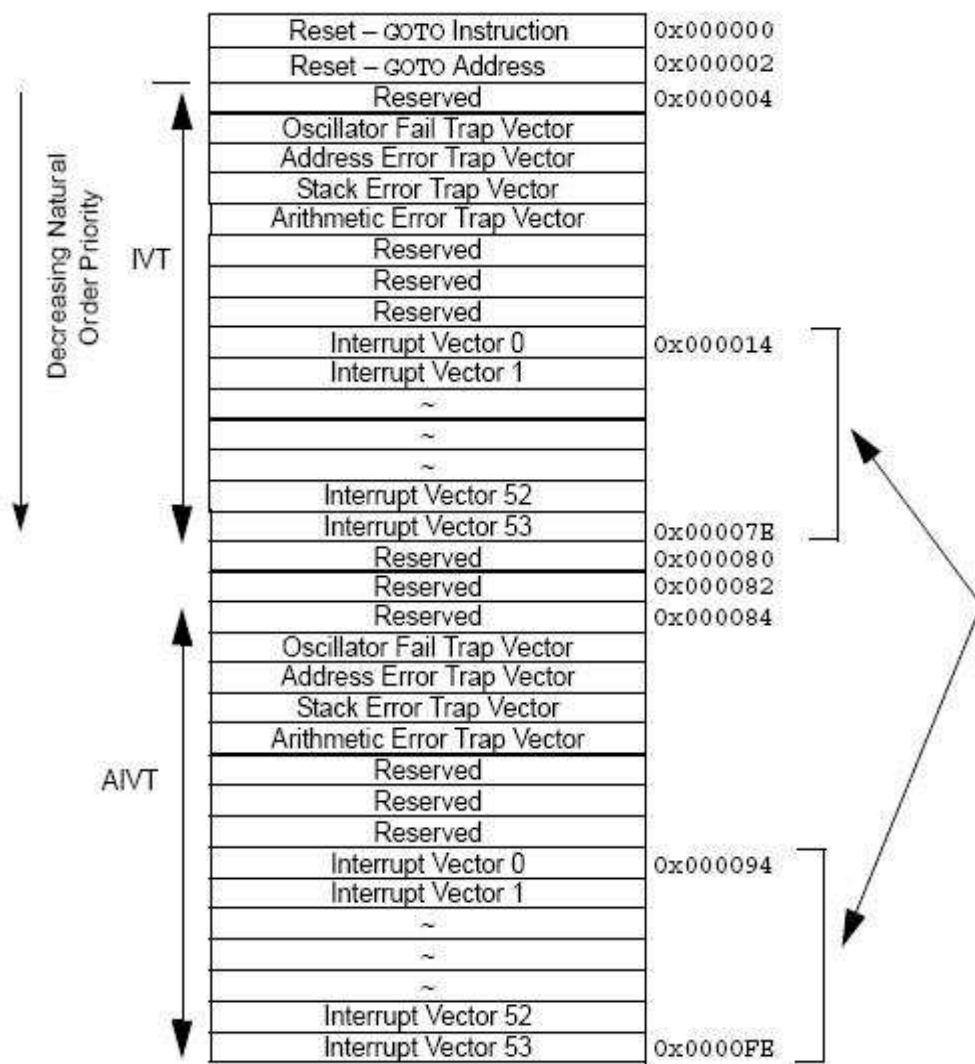 Reset – GOTO Instruction 0x000000
Reset – GOTO Address 0x000002
Reserved 0x000004
Oscillator Fail Trap Vector
Address Error Trap Vector
Stack Error Trap Vector
Arithmetic Error Trap Vector
Reserved
Reserved
Reserved
Interrupt Vector 0 0x000014
Interrupt Vector 1
~
~
~
Interrupt Vector 52
Interrupt Vector 53 0x00007E
Reserved 0x000080
Reserved 0x000082
Reserved 0x000084
Oscillator Fail Trap Vector
Address Error Trap Vector
Stack Error Trap Vector
Arithmetic Error Trap Vector
Reserved
Reserved
Reserved
Interrupt Vector 0 0x000094
Interrupt Vector 1
~
~
~
Interrupt Vector 52
Interrupt Vector 53 0x0000FE
Decreasing Natural
Order Priority
IVT
AIVT